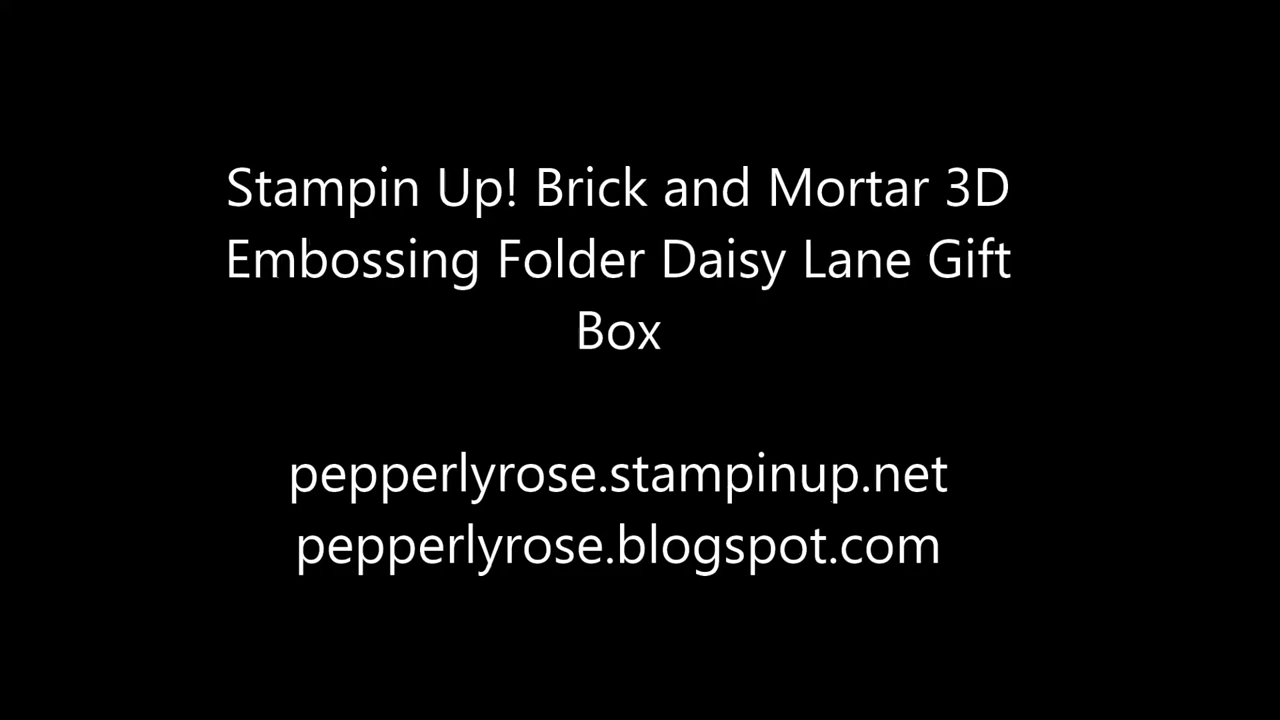 Stampin Up! Brick and Mortar 3D
Embossing Folder Daisy Lane Gift
Box
pepperlyrose.stampinup.net
pepperlyrose.blogspot.com